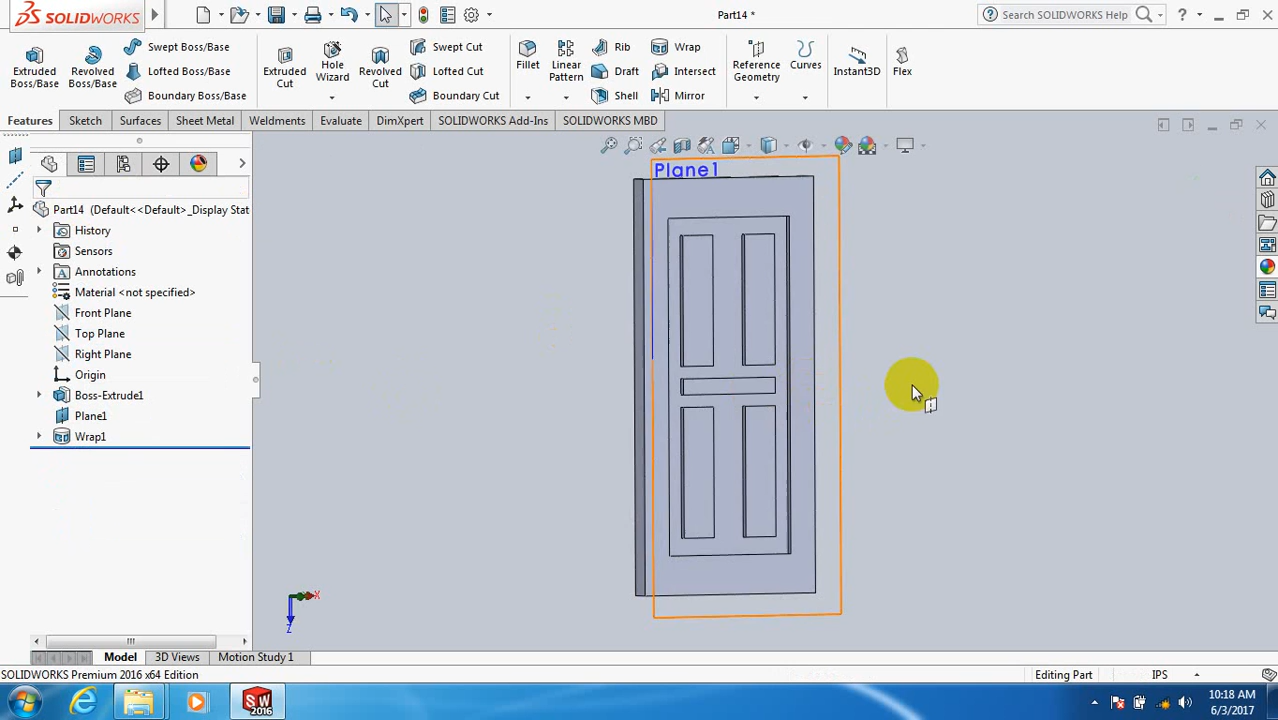 SOLIDWORKS
Part14 *
Search SOLIDWORKS Help
?
Extruded Boss/Base
Revolved Boss/Base
Swept Boss/Base
Lofted Boss/Base
Boundary Boss/Base
Extruded Cut
Hole Wizard
Revolved Cut
Swept Cut
Lofted Cut
Boundary Cut
Fillet
Linear Pattern
Rib
Draft
Shell
Wrap
Intersect
Mirror
Reference Geometry
Curves
Instant3D
Flex
Features
Sketch
Surfaces
Sheet Metal
Weldments
Evaluate
DimXpert
SOLIDWORKS Add-Ins
SOLIDWORKS MBD
Part14 (Default<<Default>_Display Stat
History
Sensors
Annotations
Material <not specified>
Front Plane
Top Plane
Right Plane
Origin
Boss-Extrude1
Plane1
Wrap1
Plane1
X
Z
Model
3D Views
Motion Study 1
SOLIDWORKS Premium 2016 x64 Edition
Editing Part
IPS
SW
2016
10:18 AM
6/3/2017